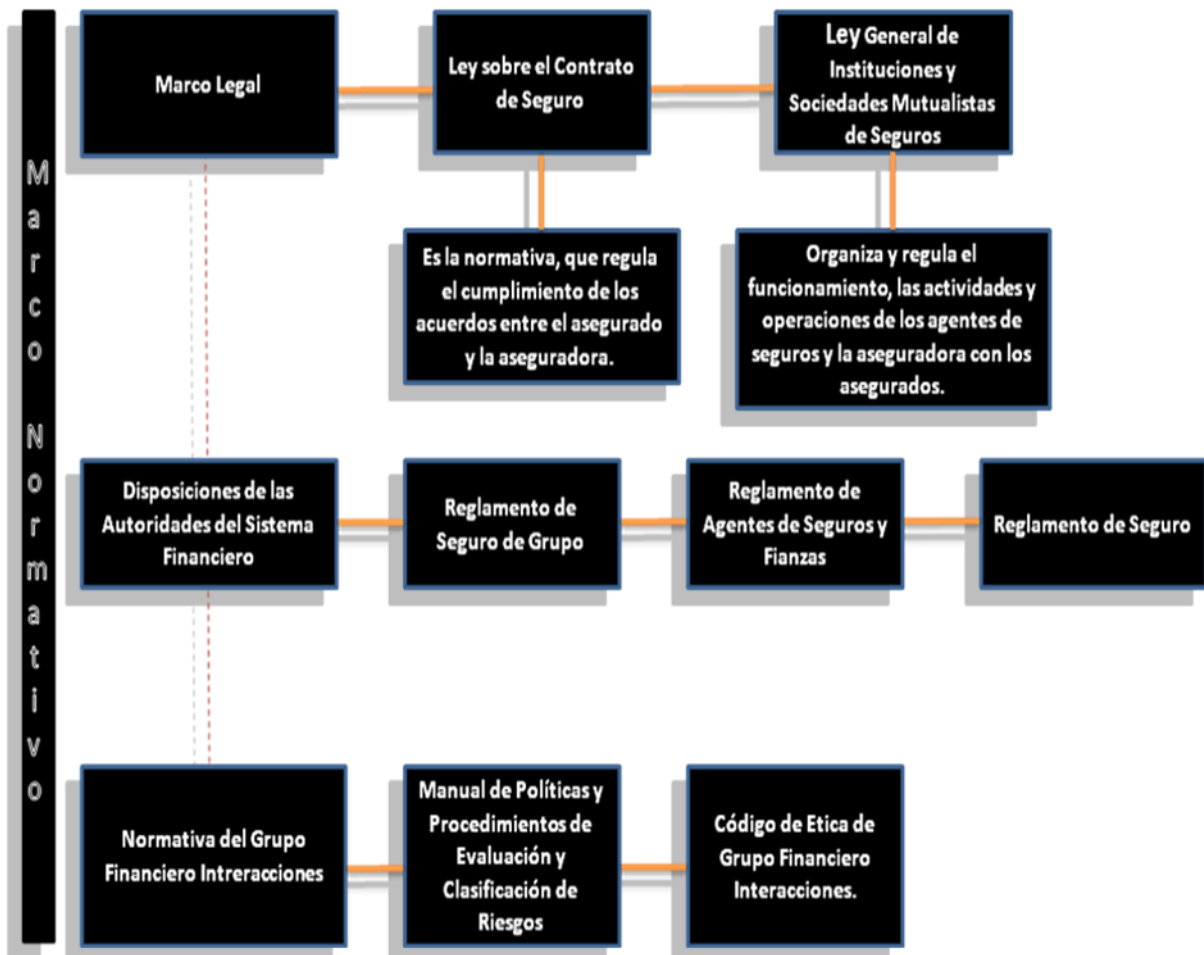 Marco Normativo
Marco Legal
Ley sobre el Contrato
de Seguro
Ley General de
Instituciones y
Sociedades Mutualistas
de Seguros
Es la normativa, que regula
el cumplimiento de los
acuerdos entre el asegurado
y la aseguradora.
Organiza y regula el
funcionamiento, las actividades y
operaciones de los agentes de
seguros y la aseguradora con los
asegurados.
Disposiciones de las
Autoridades del Sistema
Financiero
Reglamento de
Seguro de Grupo
Reglamento de
Agentes de Seguros y
Fianzas
Reglamento de Seguro
Normativa del Grupo
Financiero Intreracciones
Manual de Políticas y
Procedimientos de
Evaluación y
Clasificación de
Riesgos
Código de Etica de
Grupo Financiero
Interacciones.